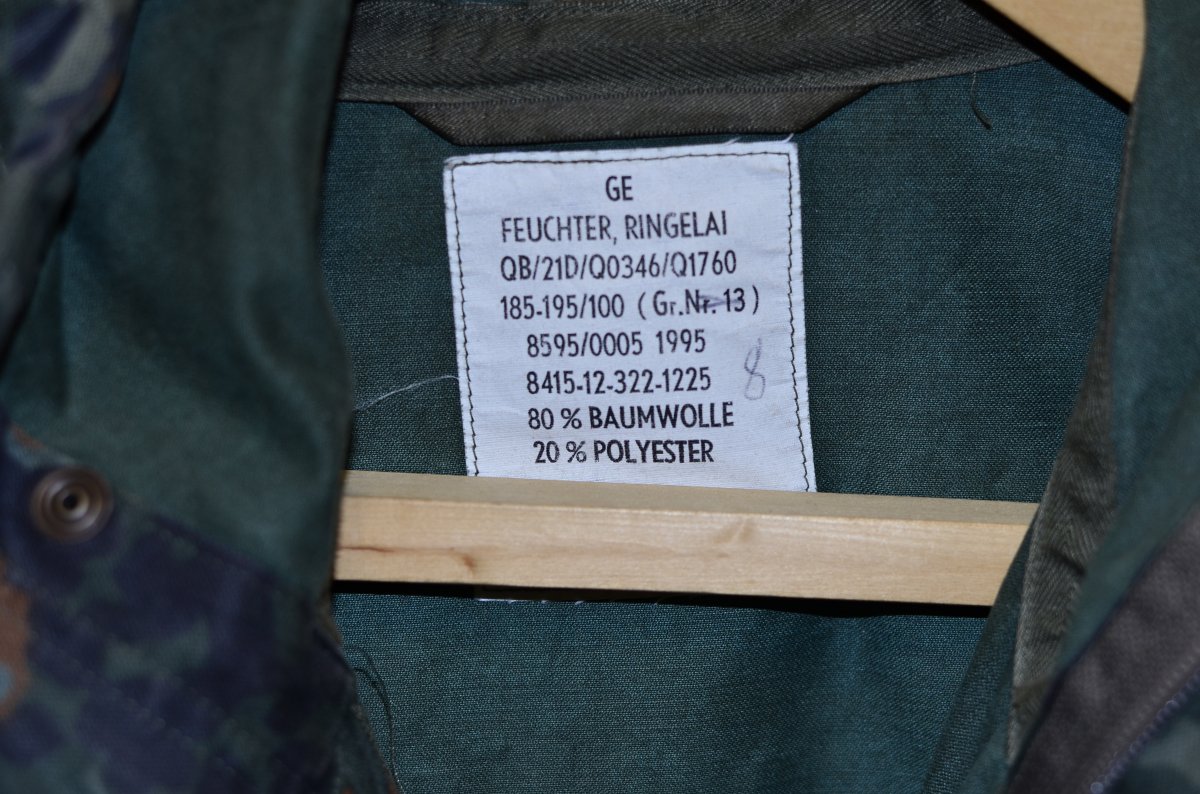 GE
FEUCHTER, RINGELAI
QB/21D/Q0346/Q1760
185-195/100 (Gr.Nr. 13)
8595/0005 1995
8415-12-322-1225
8
80 % BAUMWOLLE
20 % POLYESTER